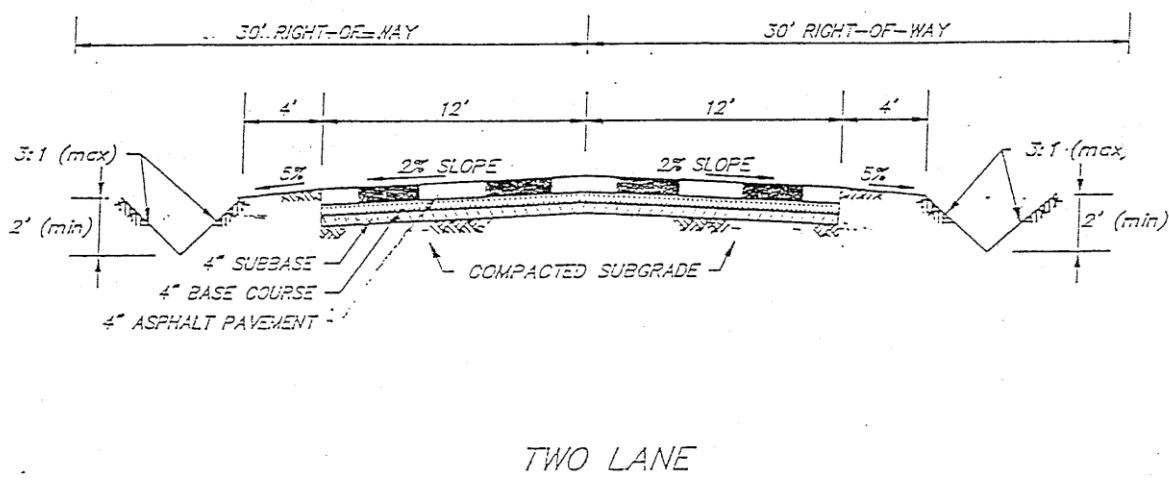 30' RIGHT-OF-WAY 30' RIGHT-OF-WAY
4' 12' 12' 4'
3:1 (max) 5% 2% SLOPE 2% SLOPE 5% 3:1 (max)
2' (min) 2' (min)
4" SUBBASE COMPACTED SUBGRADE
4" BASE COURSE
4" ASPHALT PAVEMENT
TWO LANE